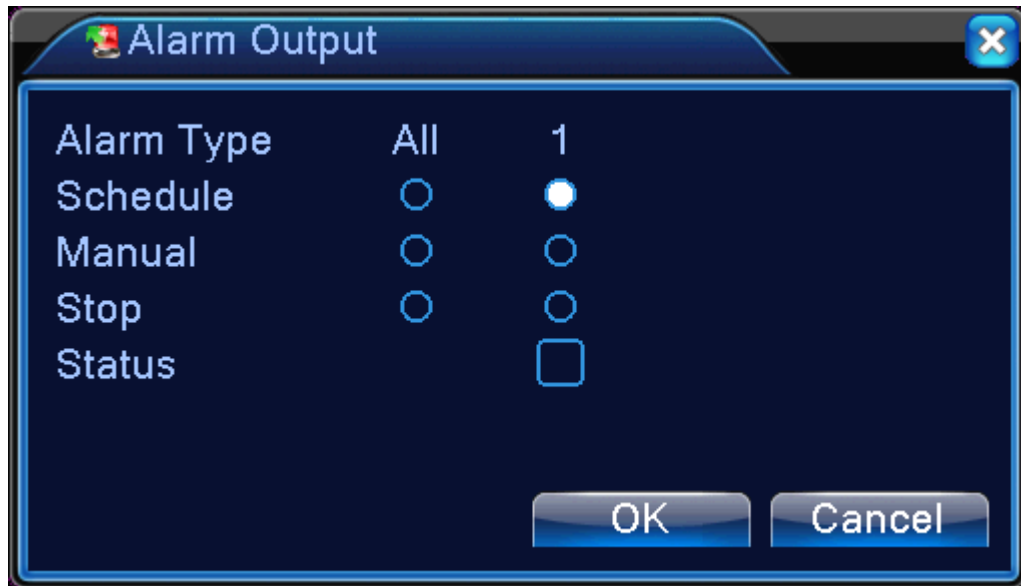 Alarm Output
Alarm Type All 1
Schedule
Manual
Stop
Status
OK Cancel